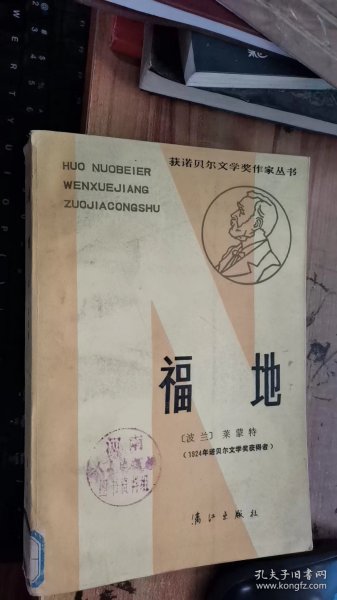 获诺贝尔文学奖作家丛书
HUO NUOBEIER
WENXUEJIANG
ZUOJIACONGSHU
福地
〔波兰〕莱蒙特
（1924年诺贝尔文学奖获得者）
漓江出版社
孔夫子旧书网
www.kongfz.com